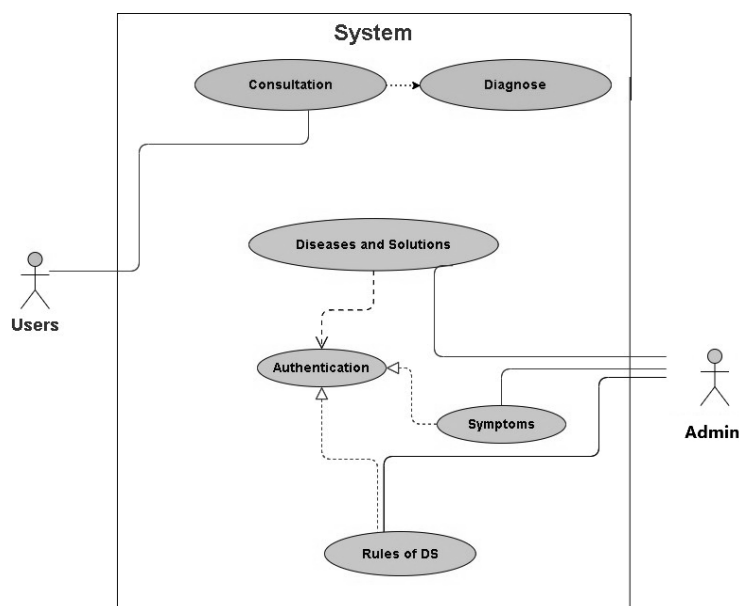 System
Consultation
Diagnose
Diseases and Solutions
Users
Authentication
Symptoms
Admin
Rules of DS